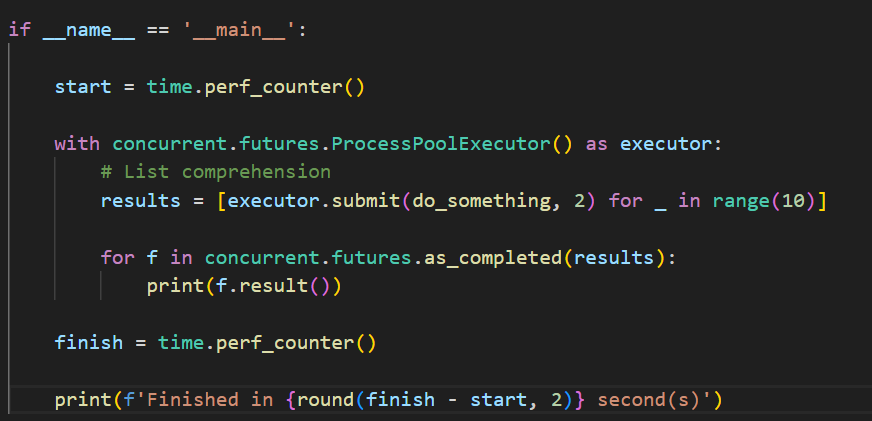 if __name__ == '__main__':
    start = time.perf_counter()
    with concurrent.futures.ProcessPoolExecutor() as executor:
        # List comprehension
        results = [executor.submit(do_something, 2) for _ in range(10)]
        for f in concurrent.futures.as_completed(results):
            print(f.result())
    finish = time.perf_counter()
    print(f'Finished in {round(finish - start, 2)} second(s)')